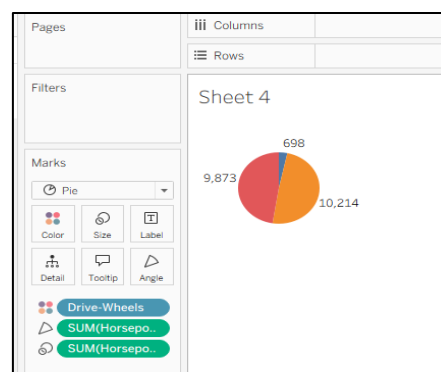 Pages
iii Columns
Rows
Filters
Sheet 4
698
9,873
10,214
Marks
Pie
Color Size Label
Detail Tooltip Angle
Drive-Wheels
SUM(Horsepo..
SUM(Horsepo..